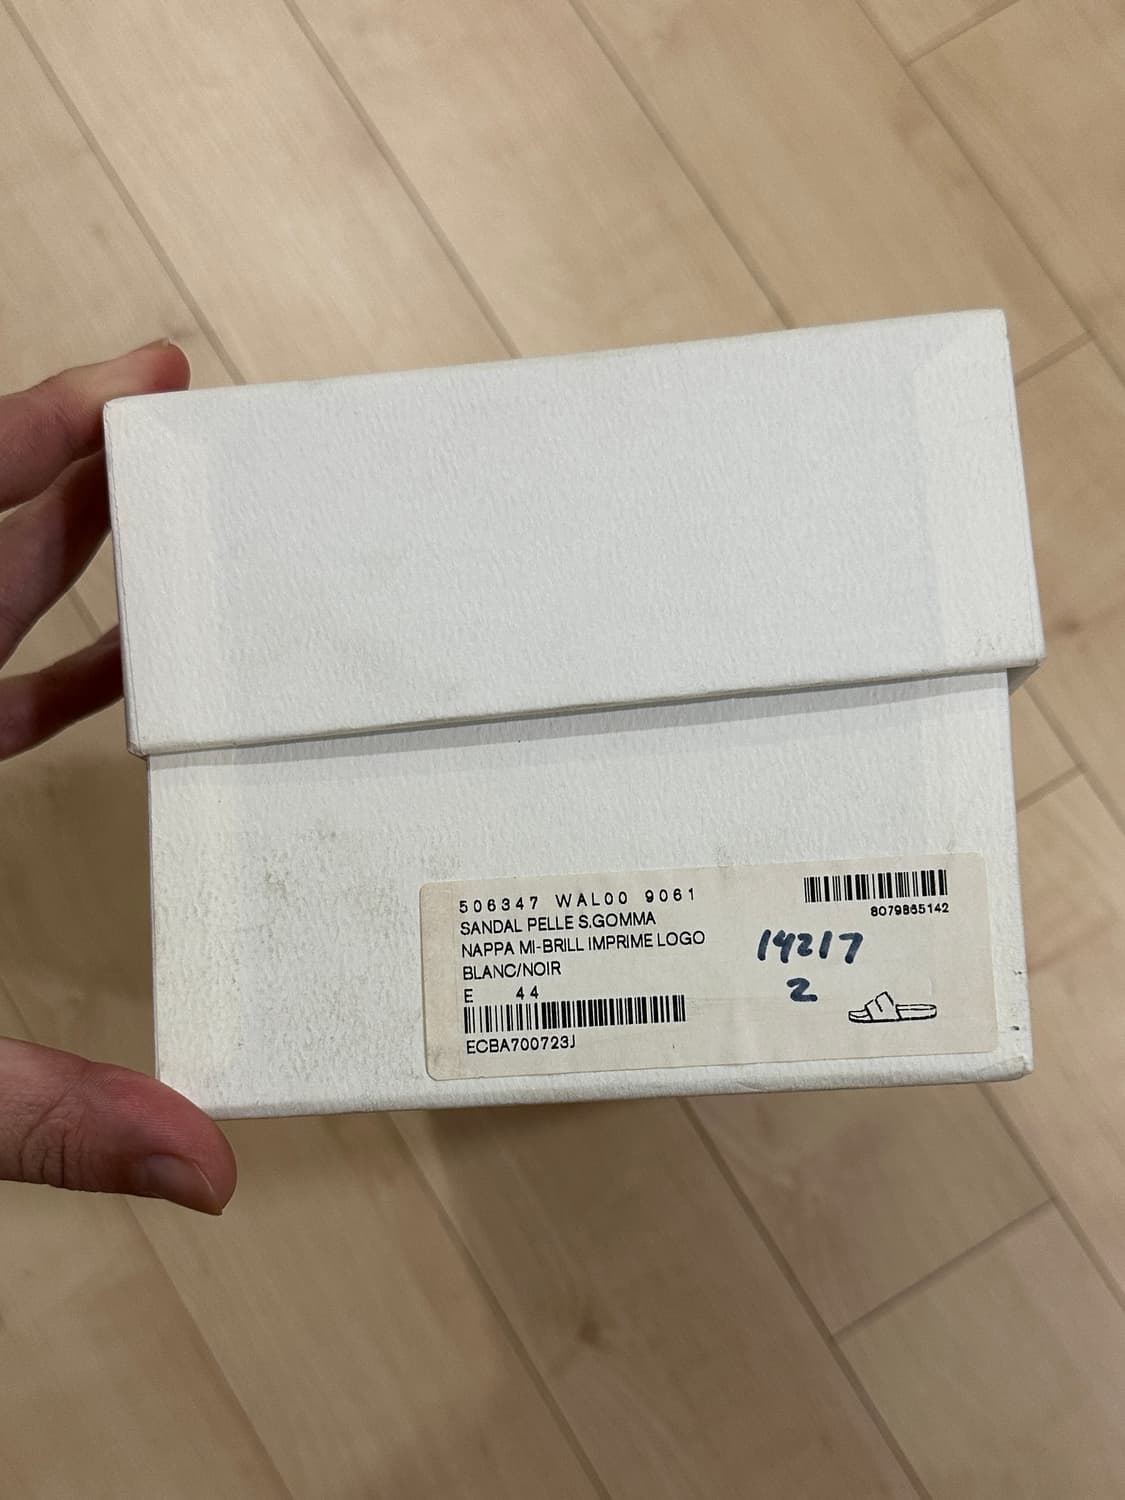 506347 WAL00 9061
SANDAL PELLE S.GOMMA
NAPPA MI-BRILL IMPRIME LOGO
BLANC/NOIR
E 44
ECBA700723J
8079865142
14217
2